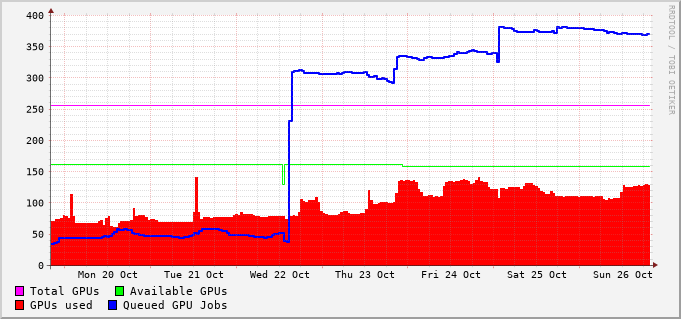 400
350
300
250
200
150
100
50
0
Mon 20 Oct Tue 21 Oct Wed 22 Oct Thu 23 Oct Fri 24 Oct Sat 25 Oct Sun 26 Oct
Total GPUs Available GPUs
GPUs used Queued GPU Jobs
RRDTOOL / TOBI OETIKER